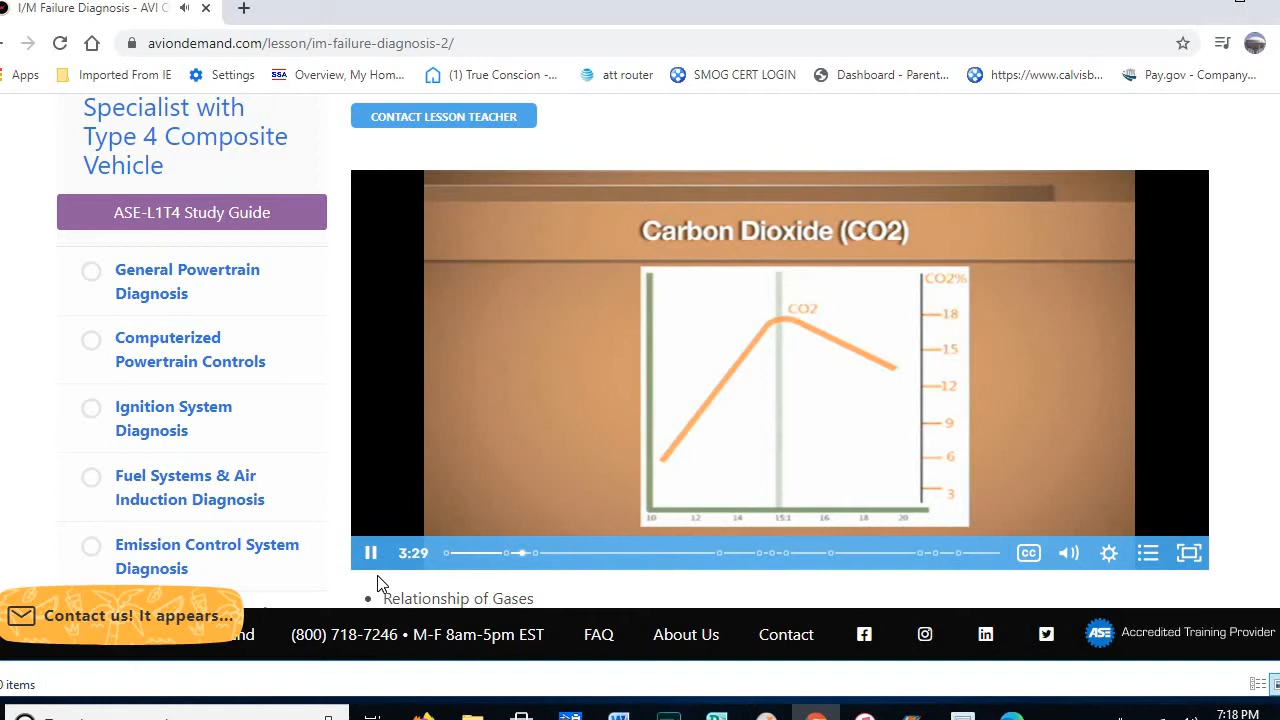 I/M Failure Diagnosis - AVI C
aviondemand.com/lesson/im-failure-diagnosis-2/
Apps
Imported From IE
Settings
SSA
Overview, My Hom...
(1) True Conscion -...
att router
SMOG CERT LOGIN
Dashboard - Parent...
https://www.calvisb...
Pay.gov - Company...
Specialist with
Type 4 Composite
Vehicle
ASE-L1T4 Study Guide
General Powertrain
Diagnosis
Computerized
Powertrain Controls
Ignition System
Diagnosis
Fuel Systems & Air
Induction Diagnosis
Emission Control System
Diagnosis
CONTACT LESSON TEACHER
Carbon Dioxide (CO2)
CO2%
CO2
18
15
12
9
6
3
10 12 14 15:1 16 18 20
3:29
CC
• Relationship of Gases
Contact us! It appears...
nd
(800) 718-7246 • M-F 8am-5pm EST
FAQ
About Us
Contact
ASE
Accredited Training Provider
0 items
7:18 PM